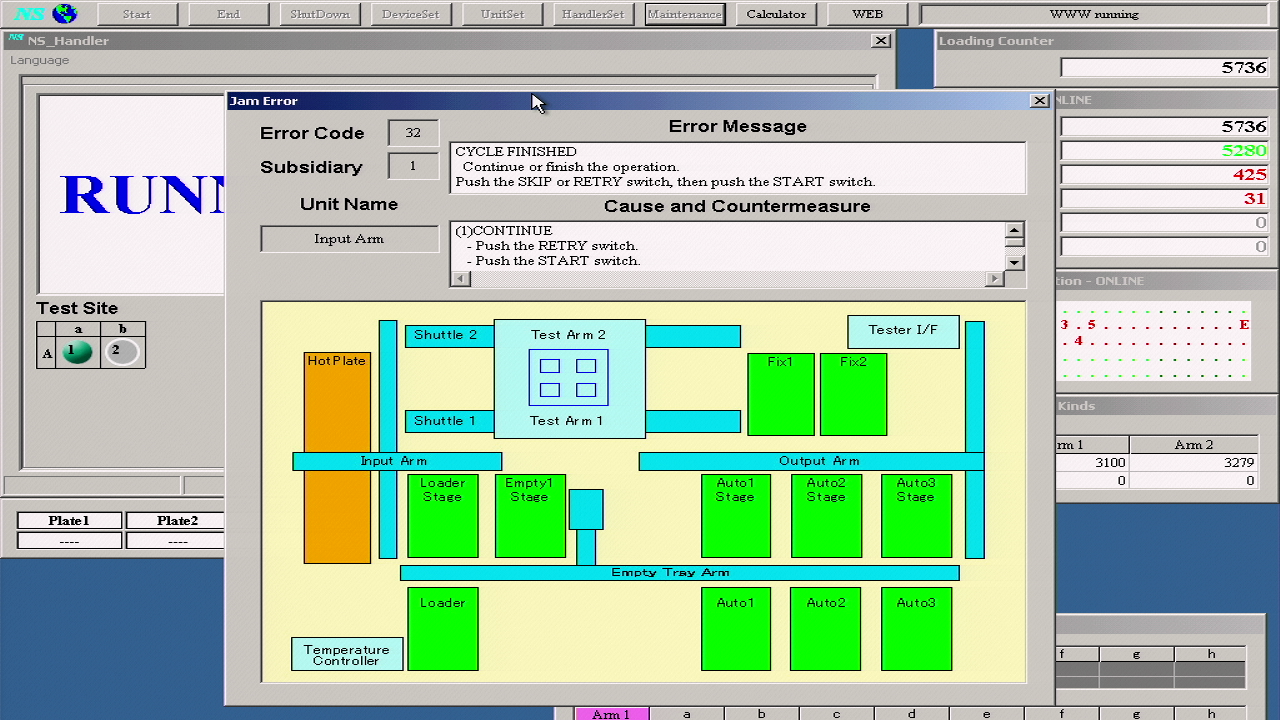 NS Start End ShutDown DeviceSet UnitSet HandlerSet Maintenance Calculator WEB WWW running
NS NS_Handler
Language
RUNN
Test Site
a b
A 1 2
Plate1 Plate2
---- ----
Loading Counter
5736
NLINE
5736
5280
425
31
0
0
tion - ONLINE
3 . 5 E
. 4
Kinds
rm 1 Arm 2
3100 3279
0 0
Jam Error
Error Code 32
Subsidiary 1
Unit Name
Input Arm
Error Message
CYCLE FINISHED
Continue or finish the operation.
Push the SKIP or RETRY switch, then push the START switch.
Cause and Countermeasure
(1)CONTINUE
- Push the RETRY switch.
- Push the START switch.
Shuttle 2 Test Arm 2 Tester I/F
HotPlate Fix1 Fix2
Shuttle 1 Test Arm 1
Input Arm Output Arm
Loader Stage Empty1 Stage Auto1 Stage Auto2 Stage Auto3 Stage
Empty Tray Arm
Loader Auto1 Auto2 Auto3
Temperature
Controller
f g h
Arm 1 a b c d e f g h